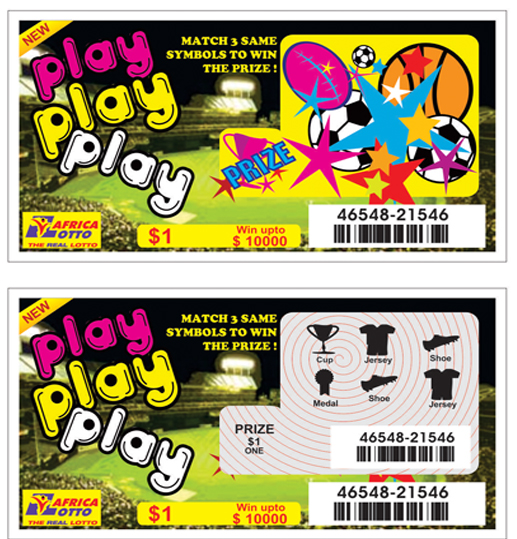 NEW
play
play
play
MATCH 3 SAME
SYMBOLS TO WIN
THE PRIZE !
PRIZE
46548-21546
AFRICA
LOTTO
THE REAL LOTTO
$1
Win upto
$ 10000
NEW
play
play
play
MATCH 3 SAME
SYMBOLS TO WIN
THE PRIZE !
Cup
Jersey
Shoe
Medal
Shoe
Jersey
PRIZE
$1
ONE
46548-21546
AFRICA
LOTTO
THE REAL LOTTO
$1
Win upto
$ 10000
46548-21546